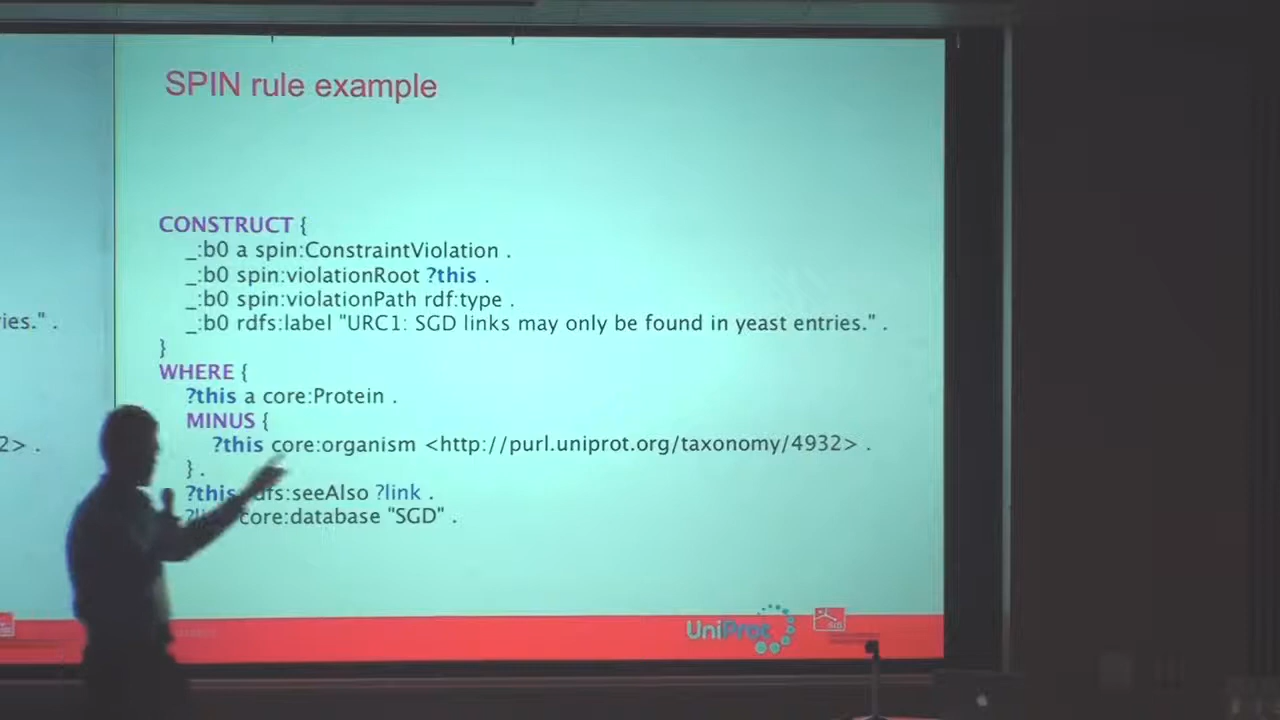 SPIN rule example
CONSTRUCT {
_:b0 a spin:ConstraintViolation .
_:b0 spin:violationRoot ?this .
_:b0 spin:violationPath rdf:type .
_:b0 rdfs:label "URC1: SGD links may only be found in yeast entries." .
}
WHERE {
?this a core:Protein .
MINUS {
?this core:organism <http://purl.uniprot.org/taxonomy/4932> .
} .
?this rdfs:seeAlso ?link .
core:database "SGD" .
ies." .
2> .
UniProt